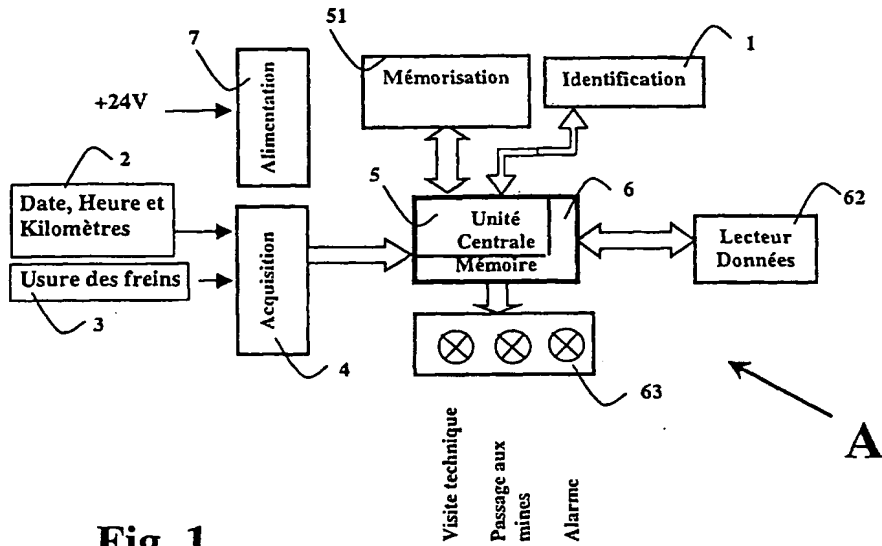 51
7
1
Mémorisation
Identification
+24V
Alimentation
2
Date, Heure et
Kilomètres
5
6
62
Unité
Centrale
Mémoire
Lecteur
Données
Usure des freins
Acquisition
3
4
63
A
Visite technique
Passage aux
mines
Alarme
Fig. 1